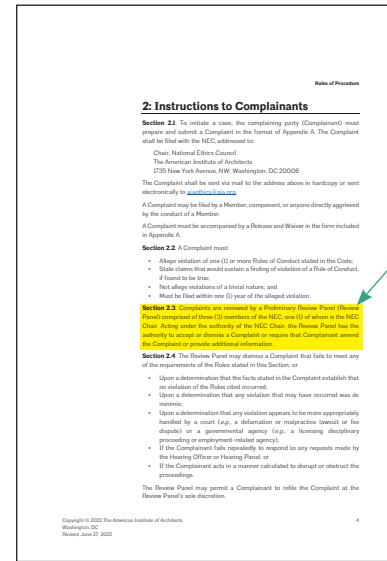 Rules of Procedure
2: Instructions to Complainants
Section 2.1. To initiate a case, the complaining party (Complainant) must
prepare and submit a Complaint in the format of Appendix A. The Complaint
shall be filed with the NEC, addressed to:
Chair, National Ethics Council
The American Institute of Architects
1735 New York Avenue, NW, Washington, DC 20006
The Complaint shall be sent via mail to the address above in hardcopy or sent
electronically to aiaethics@aia.org.
A Complaint may be filed by a Member, component, or anyone directly aggrieved
by the conduct of a Member.
A Complaint must be accompanied by a Release and Waiver in the form included
in Appendix A.
Section 2.2. A Complaint must:
• Allege violation of one (1) or more Rules of Conduct stated in the Code;
• State claims that would sustain a finding of violation of a Rule of Conduct,
if found to be true;
• Not allege violations of a trivial nature; and
• Must be filed within one (1) year of the alleged violation.
Section 2.3. Complaints are reviewed by a Preliminary Review Panel (Review
Panel) comprised of three (3) members of the NEC, one (1) of whom is the NEC
Chair. Acting under the authority of the NEC Chair, the Review Panel has the
authority to accept or dismiss a Complaint or require that Complainant amend
the Complaint or provide additional information.
Section 2.4. The Review Panel may dismiss a Complaint that fails to meet any
of the requirements of the Rules stated in this Section, or
• Upon a determination that the facts stated in the Complaint establish that
no violation of the Rules cited occurred;
• Upon a determination that any violation that may have occurred was de
minimis;
• Upon a determination that any violation appears to be more appropriately
handled by a court (e.g., a defamation or malpractice lawsuit or fee
dispute) or a governmental agency (e.g., a licensing disciplinary
proceeding or employment-related agency);
• If the Complainant fails repeatedly to respond to any requests made by
the Hearing Officer or Hearing Panel; or
• If the Complainant acts in a manner calculated to disrupt or obstruct the
proceedings.
The Review Panel may permit a Complainant to refile the Complaint at the
Review Panel's sole discretion.
Copyright © 2022 The American Institute of Architects 4
Washington, DC
Revised June 27, 2022